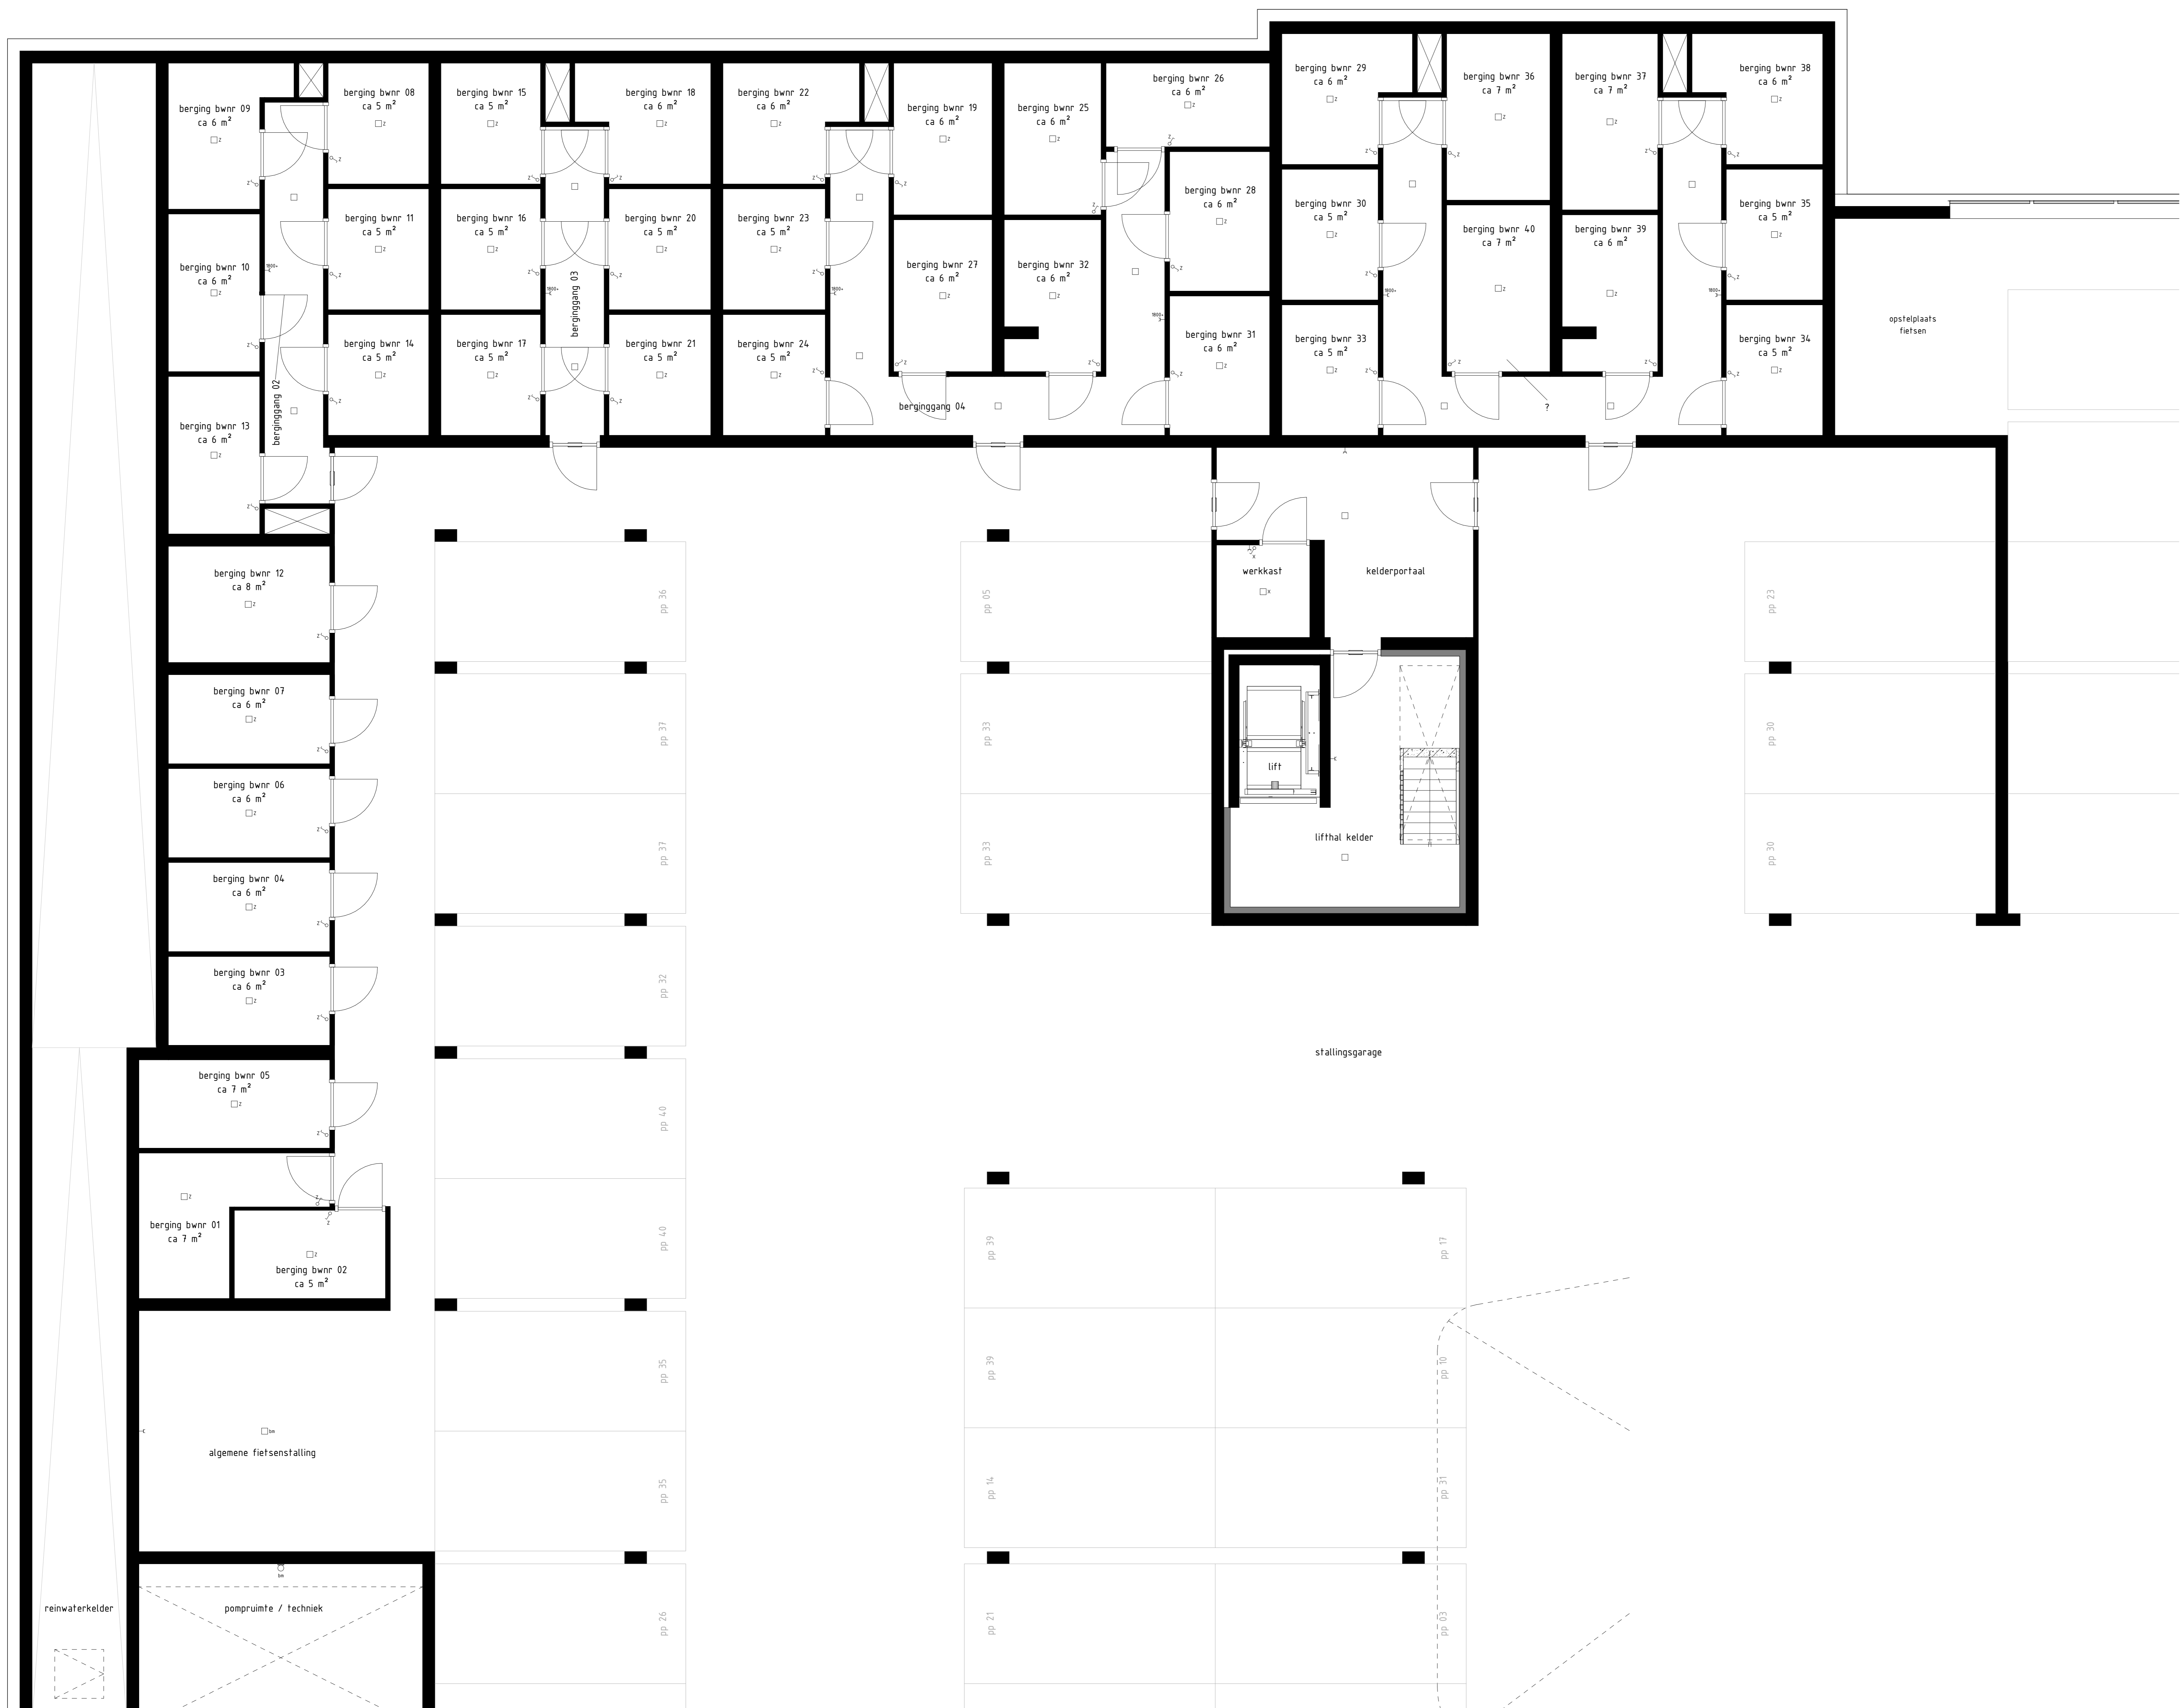 berging bwnr 09
ca 6 m²
berging bwnr 08
ca 5 m²
berging bwnr 15
ca 5 m²
berging bwnr 18
ca 6 m²
berging bwnr 22
ca 6 m²
berging bwnr 19
ca 6 m²
berging bwnr 25
ca 6 m²
berging bwnr 26
ca 6 m²
berging bwnr 29
ca 6 m²
berging bwnr 36
ca 7 m²
berging bwnr 37
ca 7 m²
berging bwnr 38
ca 6 m²
berging bwnr 10
ca 6 m²
berging bwnr 11
ca 5 m²
berging bwnr 16
ca 5 m²
berging bwnr 20
ca 5 m²
berging bwnr 23
ca 5 m²
berging bwnr 27
ca 6 m²
berging bwnr 32
ca 6 m²
berging bwnr 28
ca 6 m²
berging bwnr 30
ca 5 m²
berging bwnr 40
ca 7 m²
berging bwnr 39
ca 6 m²
berging bwnr 35
ca 5 m²
berginggang 03
1800+
1800+
1800+
1800+
1800+
1800+
opstelplaats
fietsen
berging bwnr 13
ca 6 m²
berginggang 02
berging bwnr 14
ca 5 m²
berging bwnr 17
ca 5 m²
berging bwnr 21
ca 5 m²
berging bwnr 24
ca 5 m²
berginggang 04
berging bwnr 31
ca 6 m²
berging bwnr 33
ca 5 m²
?
berging bwnr 34
ca 5 m²
berging bwnr 12
ca 8 m²
pp 36
pp 05
werkkast
kelderportaal
pp 23
berging bwnr 07
ca 6 m²
pp 37
pp 33
pp 30
berging bwnr 06
ca 6 m²
lift
berging bwnr 04
ca 6 m²
pp 37
pp 33
lifthal kelder
pp 30
berging bwnr 03
ca 6 m²
pp 32
stallingsgarage
berging bwnr 05
ca 7 m²
pp 40
berging bwnr 01
ca 7 m²
berging bwnr 02
ca 5 m²
pp 40
pp 39
pp 17
pp 35
pp 39
pp 10
bm
algemene fietsenstalling
pp 35
pp 14
pp 31
bm
reinwaterkelder
pompruimte / techniek
pp 26
pp 21
pp 03